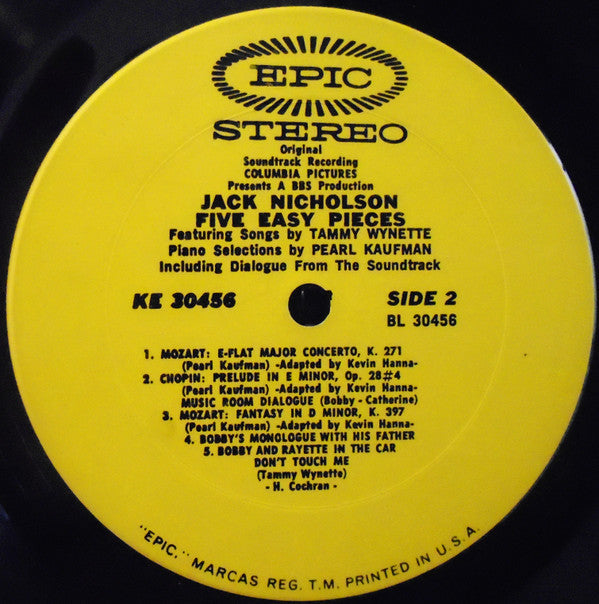 EPIC
STEREO
Original
Soundtrack Recording
COLUMBIA PICTURES
Presents A BBS Production
JACK NICHOLSON
FIVE EASY PIECES
Featuring Songs by TAMMY WYNETTE
Piano Selections by PEARL KAUFMAN
Including Dialogue From The Soundtrack
KE 30456
SIDE 2
BL 30456
1. MOZART: E-FLAT MAJOR CONCERTO, K. 271
(Pearl Kaufman) -Adapted by Kevin Hanna-
2. CHOPIN: PRELUDE IN E MINOR, Op. 28#4
(Pearl Kaufman) -Adapted by Kevin Hanna-
MUSIC ROOM DIALOGUE (Bobby - Catherine)
3. MOZART: FANTASY IN D MINOR, K. 397
(Pearl Kaufman) -Adapted by Kevin Hanna-
4. BOBBY'S MONOLOGUE WITH HIS FATHER
5. BOBBY AND RAYETTE IN THE CAR
DON'T TOUCH ME
(Tammy Wynette)
- H. Cochran -
"EPIC," MARCAS REG. T.M. PRINTED IN U.S.A.